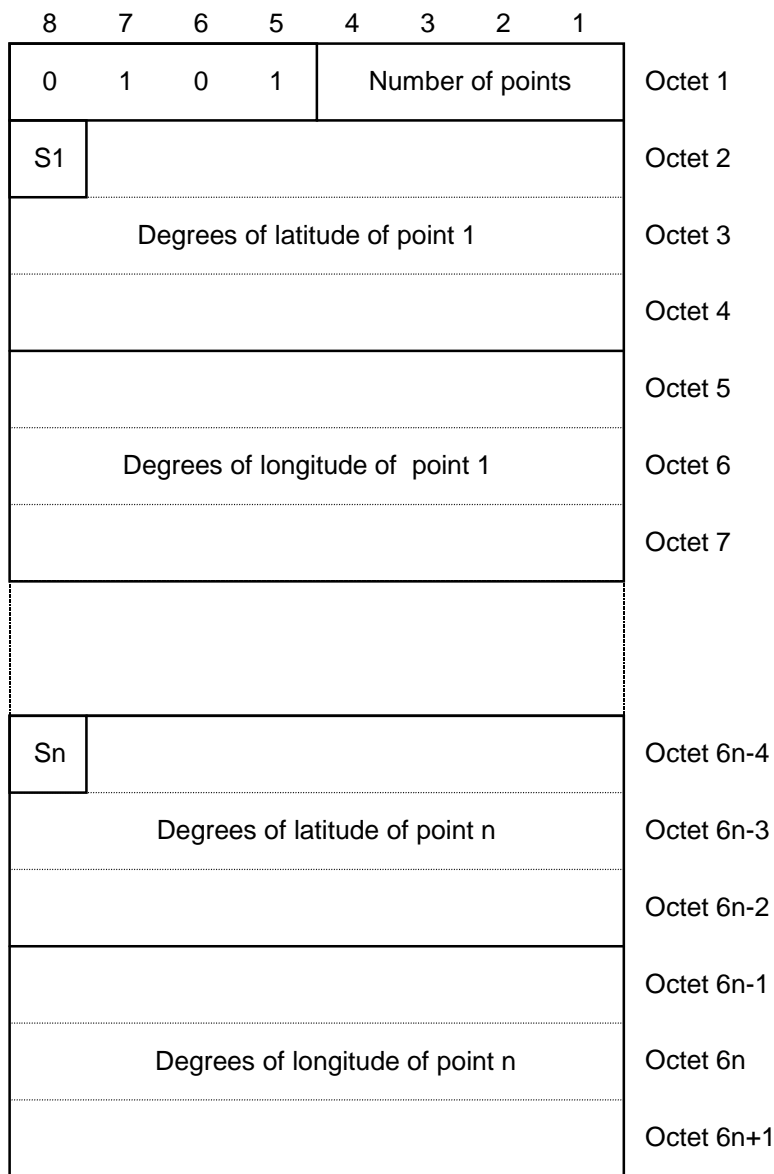 8 7 6 5 4 3 2 1
0 1 0 1 Number of points Octet 1
S1 Octet 2
Degrees of latitude of point 1 Octet 3
Octet 4
Octet 5
Degrees of longitude of point 1 Octet 6
Octet 7
Sn Octet 6n-4
Degrees of latitude of point n Octet 6n-3
Octet 6n-2
Octet 6n-1
Degrees of longitude of point n Octet 6n
Octet 6n+1